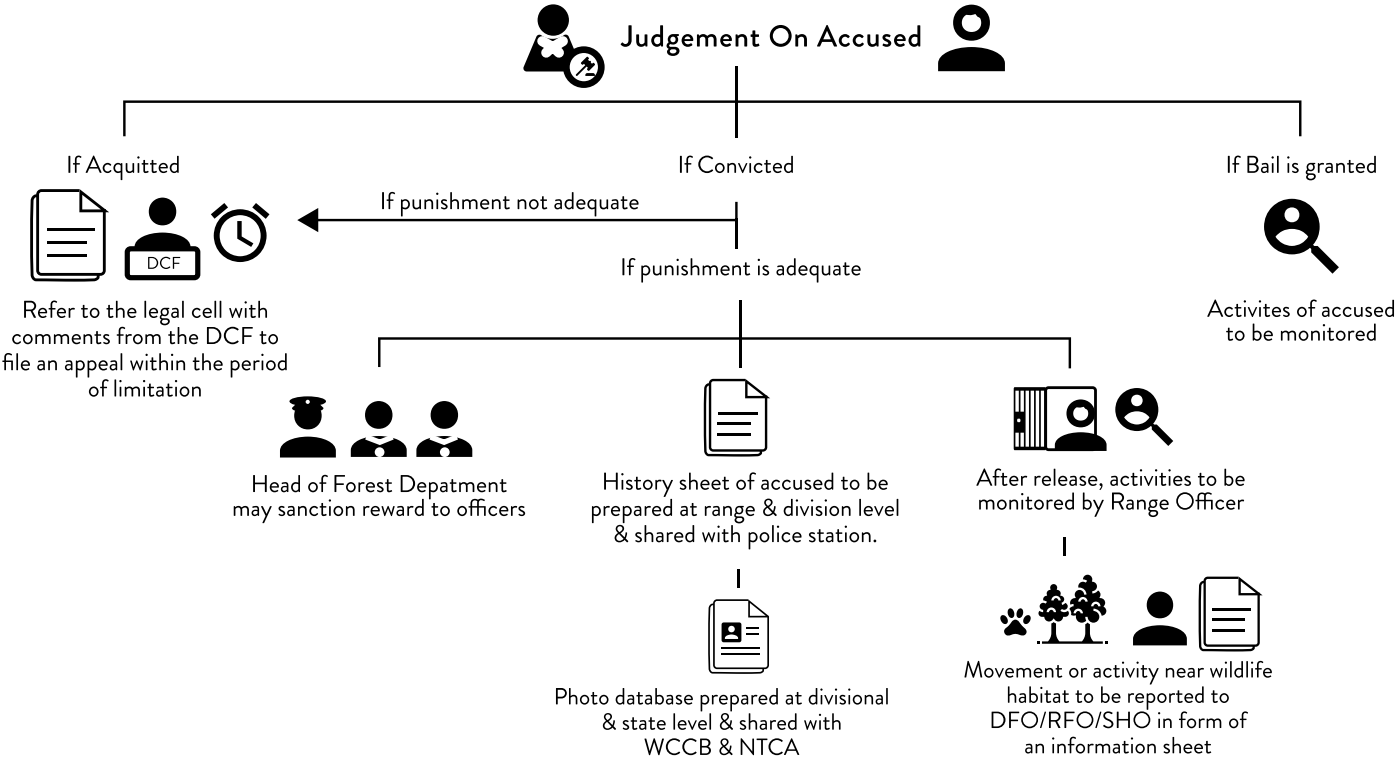 Judgement On Accused
If Acquitted
If Convicted
If Bail is granted
If punishment not adequate
DCF
If punishment is adequate
Refer to the legal cell with
comments from the DCF to
file an appeal within the period
of limitation
Activites of accused
to be monitored
Head of Forest Depatment
may sanction reward to officers
History sheet of accused to be
prepared at range & division level
& shared with police station.
After release, activities to be
monitored by Range Officer
Photo database prepared at divisional
& state level & shared with
WCCB & NTCA
Movement or activity near wildlife
habitat to be reported to
DFO/RFO/SHO in form of
an information sheet